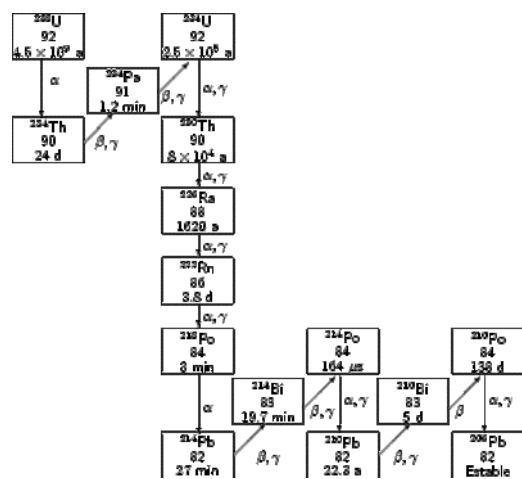 ²³⁸U
92
4.5 × 10⁹ a
α
²³⁴Th
90
24 d
β, γ
²³⁴Pa
91
1.2 min
β, γ
²³⁴U
92
2.5 × 10⁵ a
α, γ
²³⁰Th
90
8 × 10⁴ a
α, γ
²²⁶Ra
88
1620 a
α, γ
²²²Rn
86
3.8 d
α, γ
²¹⁸Po
84
3 min
α
²¹⁴Pb
82
27 min
β, γ
²¹⁴Bi
83
19.7 min
β, γ
²¹⁴Po
84
164 μs
α, γ
²¹⁰Pb
82
22.3 a
β, γ
²¹⁰Bi
83
5 d
β
²¹⁰Po
84
138 d
α, γ
²⁰⁶Pb
82
Estable